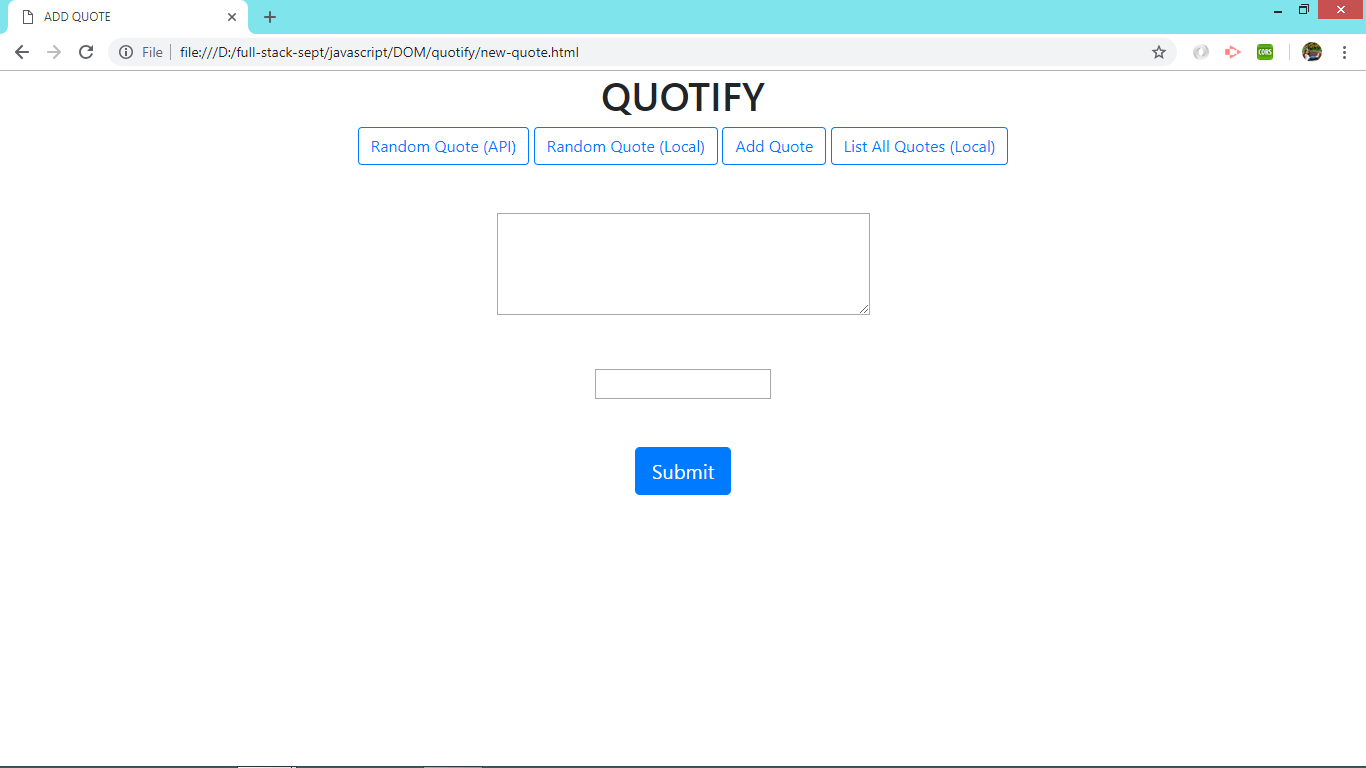 ADD QUOTE
File file:///D:/full-stack-sept/javascript/DOM/quotify/new-quote.html
CORS
QUOTIFY
Random Quote (API) Random Quote (Local) Add Quote List All Quotes (Local)
Submit